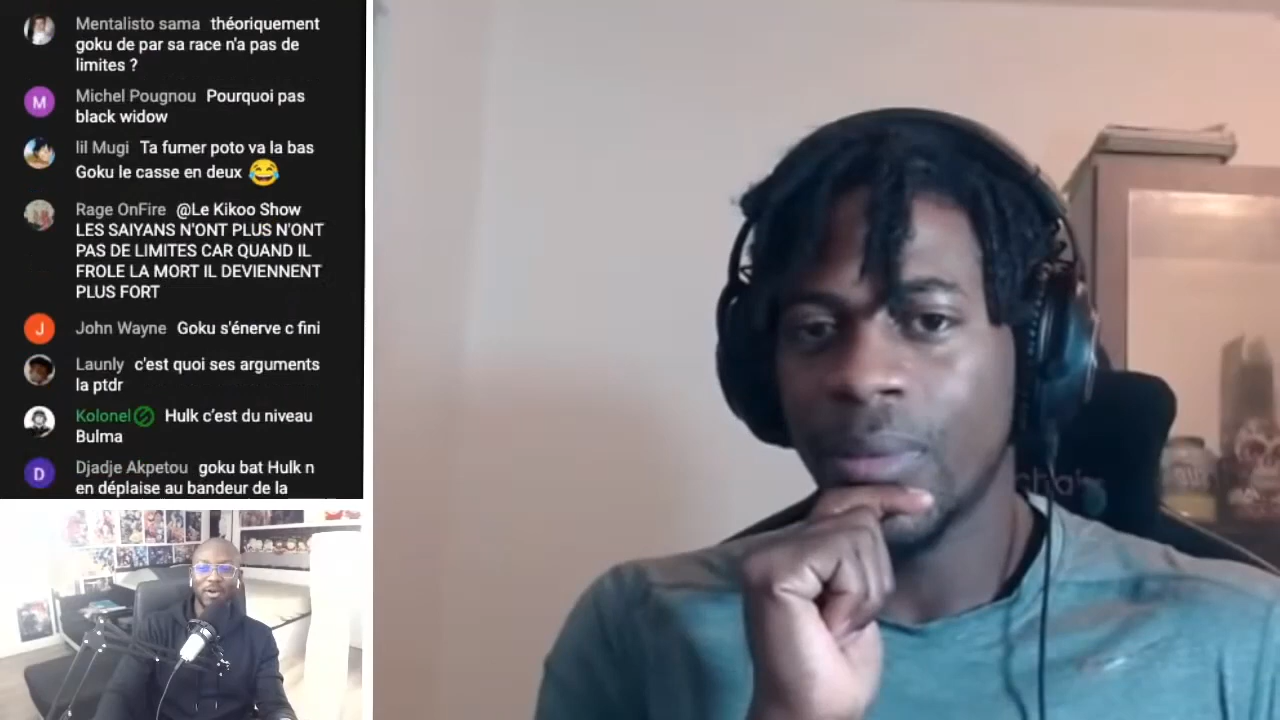 Mentalisto sama théoriquement
goku de par sa race n'a pas de
limites ?
M
Michel Pougnou Pourquoi pas
black widow
lil Mugi Ta fumer poto va la bas
Goku le casse en deux 😂
Rage OnFire @Le Kikoo Show
LES SAIYANS N'ONT PLUS N'ONT
PAS DE LIMITES CAR QUAND IL
FROLE LA MORT IL DEVIENNENT
PLUS FORT
J
John Wayne Goku s'énerve c fini
Launly c'est quoi ses arguments
la ptdr
Kolonel Hulk c'est du niveau
Bulma
D
Djadje Akpetou goku bat Hulk n
en déplaise au bandeur de la